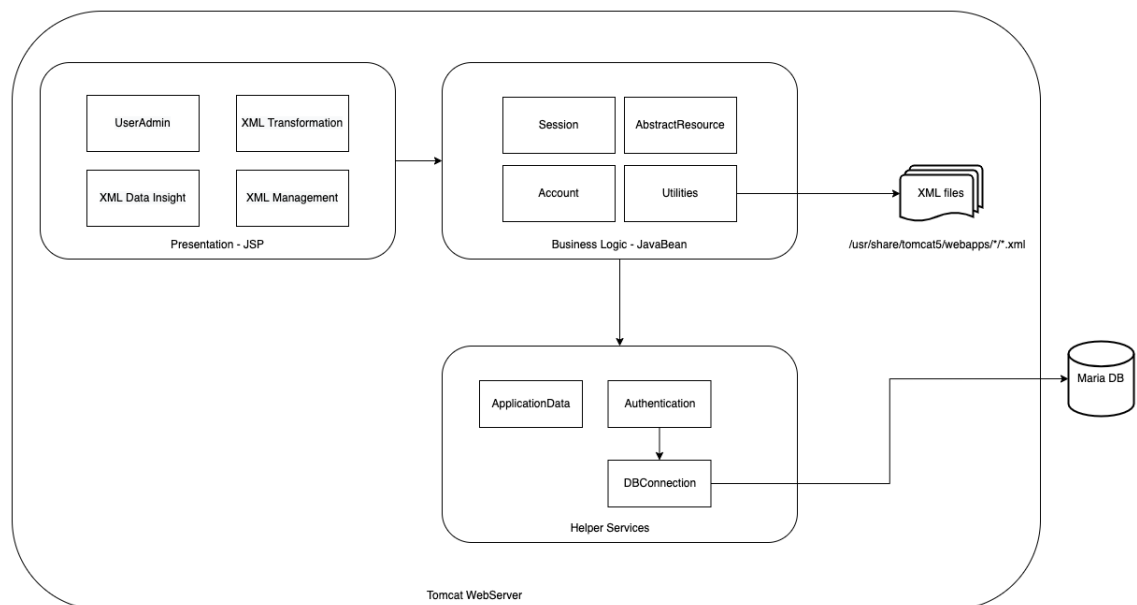 UserAdmin
XML Transformation
XML Data Insight
XML Management
Presentation - JSP
Session
AbstractResource
Account
Utilities
Business Logic - JavaBean
XML files
/usr/share/tomcat5/webapps/*/*.xml
ApplicationData
Authentication
DBConnection
Helper Services
Maria DB
Tomcat WebServer